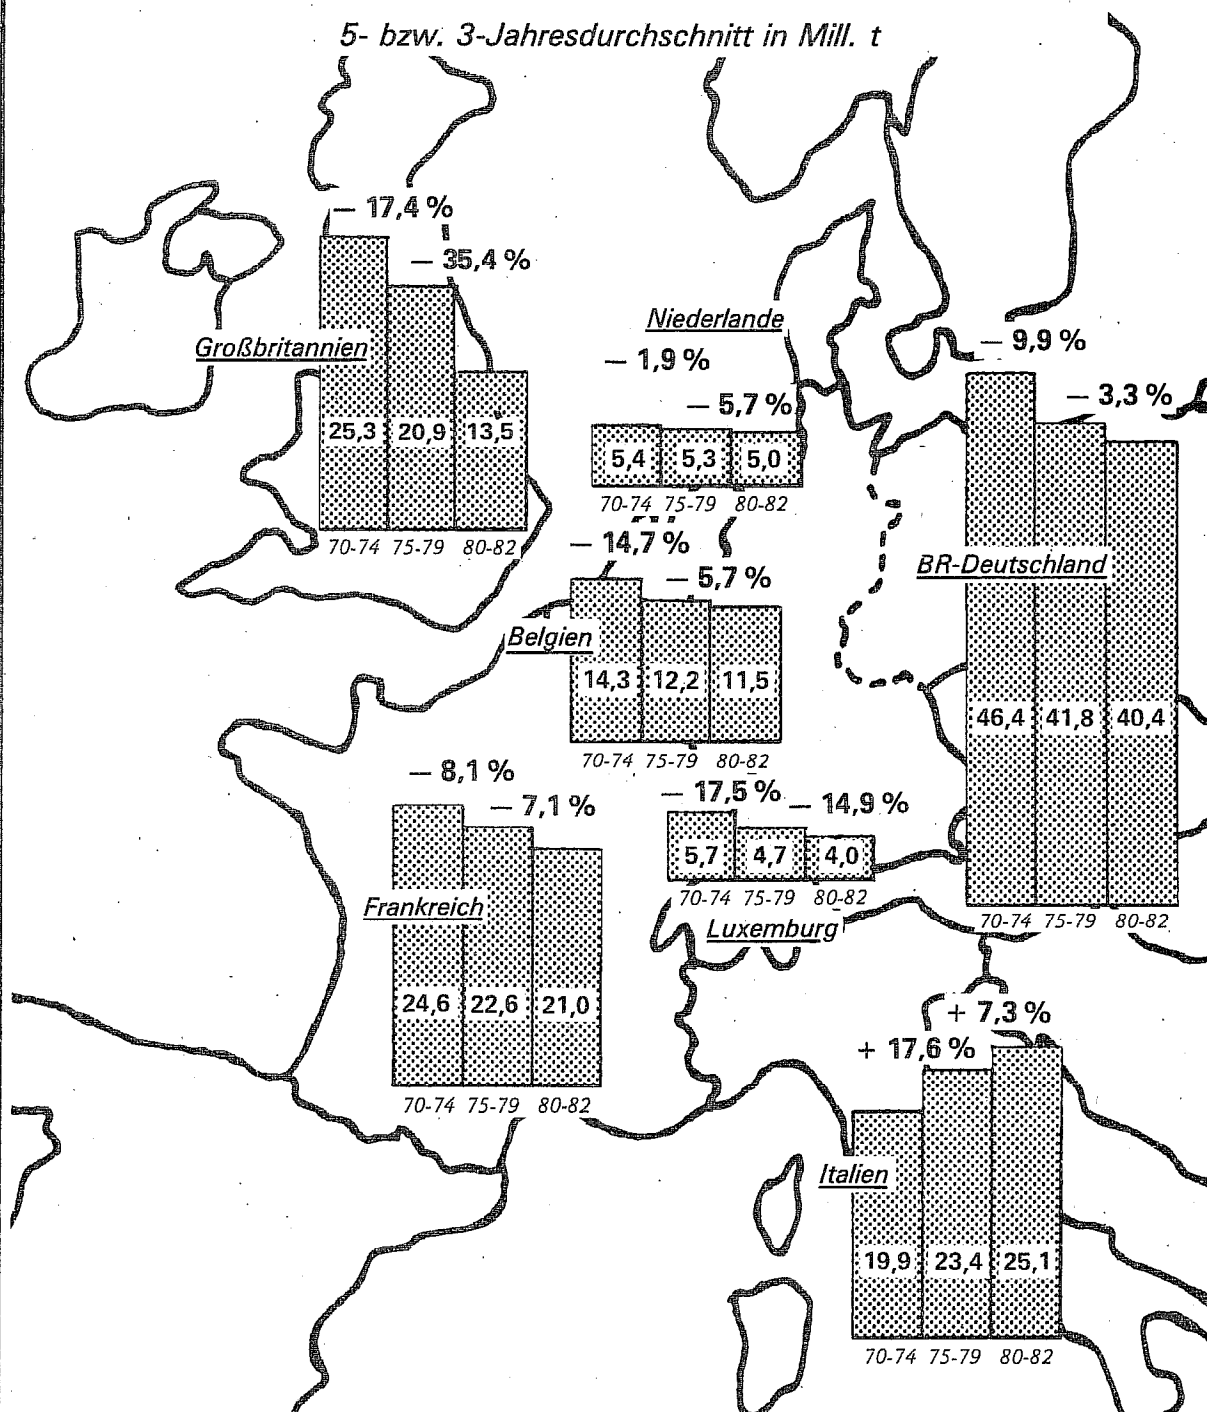 5- bzw. 3-Jahresdurchschnitt in Mill. t
— 17,4 %
— 35,4 %
Großbritannien
25,3 20,9 13,5
70-74 75-79 80-82
Niederlande
— 1,9 %
— 5,7 %
5,4 5,3 5,0
70-74 75-79 80-82
— 9,9 %
— 3,3 %
BR-Deutschland
46,4 41,8 40,4
70-74 75-79 80-82
— 14,7 %
— 5,7 %
Belgien
14,3 12,2 11,5
70-74 75-79 80-82
— 8,1 %
— 7,1 %
Frankreich
24,6 22,6 21,0
70-74 75-79 80-82
— 17,5 %
— 14,9 %
5,7 4,7 4,0
70-74 75-79 80-82
Luxemburg
+ 7,3 %
+ 17,6 %
Italien
19,9 23,4 25,1
70-74 75-79 80-82